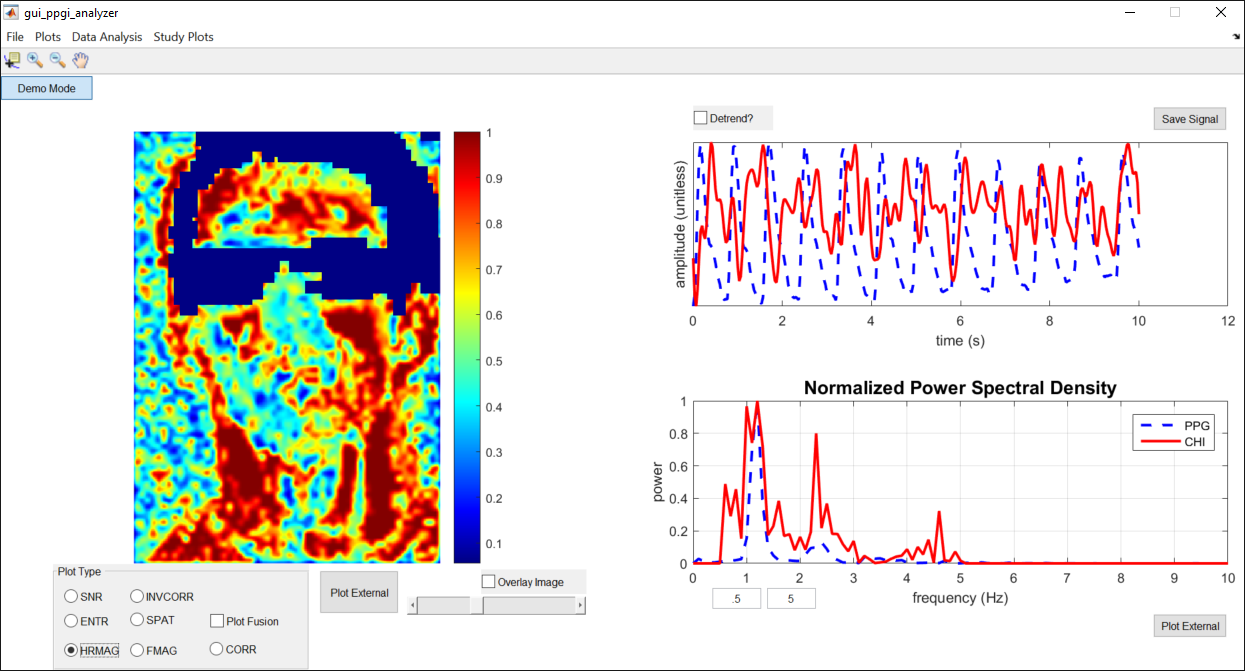 gui_ppgi_analyzer
File Plots Data Analysis Study Plots
Demo Mode
1
0.9
0.8
0.7
0.6
0.5
0.4
0.3
0.2
0.1
Plot Type
SNR INVCORR
ENTR SPAT Plot Fusion
HRMAG FMAG CORR
Plot External
Overlay Image
Detrend?
Save Signal
amplitude (unitless)
0 2 4 6 8 10 12
time (s)
Normalized Power Spectral Density
power
1
0.8
0.6
0.4
0.2
0
PPG
CHI
0 1 2 3 4 5 6 7 8 9 10
frequency (Hz)
.5 5
Plot External